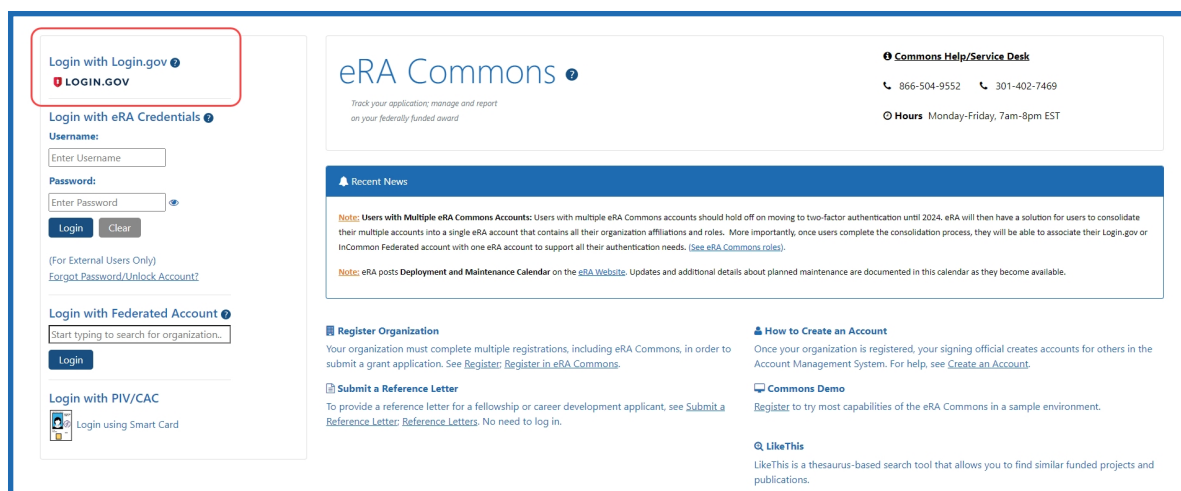 Login with Login.gov
LOGIN.GOV
Login with eRA Credentials
Username:
Enter Username
Password:
Enter Password
Login Clear
(For External Users Only)
Forgot Password/Unlock Account?
Login with Federated Account
Start typing to search for organization..
Login
Login with PIV/CAC
Login using Smart Card
eRA Commons
Track your application; manage and report
on your federally funded award
Commons Help/Service Desk
866-504-9552 301-402-7469
Hours Monday-Friday, 7am-8pm EST
Recent News
Note: Users with Multiple eRA Commons Accounts: Users with multiple eRA Commons accounts should hold off on moving to two-factor authentication until 2024. eRA will then have a solution for users to consolidate
their multiple accounts into a single eRA account that contains all their organization affiliations and roles. More importantly, once users complete the consolidation process, they will be able to associate their Login.gov or
InCommon Federated account with one eRA account to support all their authentication needs. (See eRA Commons roles).
Note: eRA posts Deployment and Maintenance Calendar on the eRA Website. Updates and additional details about planned maintenance are documented in this calendar as they become available.
Register Organization
Your organization must complete multiple registrations, including eRA Commons, in order to
submit a grant application. See Register; Register in eRA Commons.
Submit a Reference Letter
To provide a reference letter for a fellowship or career development applicant, see Submit a
Reference Letter; Reference Letters. No need to log in.
How to Create an Account
Once your organization is registered, your signing official creates accounts for others in the
Account Management System. For help, see Create an Account.
Commons Demo
Register to try most capabilities of the eRA Commons in a sample environment.
LikeThis
LikeThis is a thesaurus-based search tool that allows you to find similar funded projects and
publications.